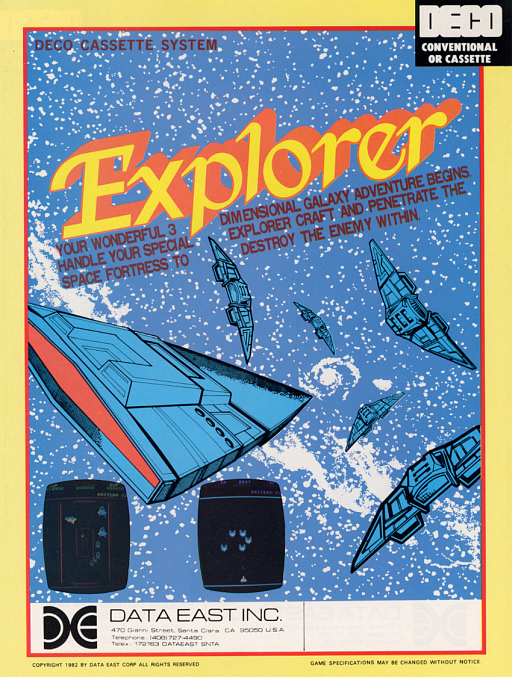 DECO
CONVENTIONAL
OR CASSETTE
DECO CASSETTE SYSTEM
Explorer
YOUR WONDERFUL 3 DIMENSIONAL GALAXY ADVENTURE BEGINS.
HANDLE YOUR SPECIAL EXPLORER CRAFT AND PENETRATE THE
SPACE FORTRESS TO DESTROY THE ENEMY WITHIN.
DE
DATA EAST INC.
470 Gianni Street, Santa Clara CA 95050 U.S.A.
Telephone: (408)727-4490
Telex: 172163 DATAEAST SNTA
COPYRIGHT 1982 BY DATA EAST CORP ALL RIGHTS RESERVED
GAME SPECIFICATIONS MAY BE CHANGED WITHOUT NOTICE.